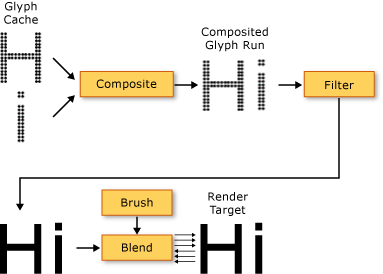 Glyph
Cache
H
i
Composite
Composited
Glyph Run
Hi
Filter
Hi
Brush
Blend
Render
Target
Hi